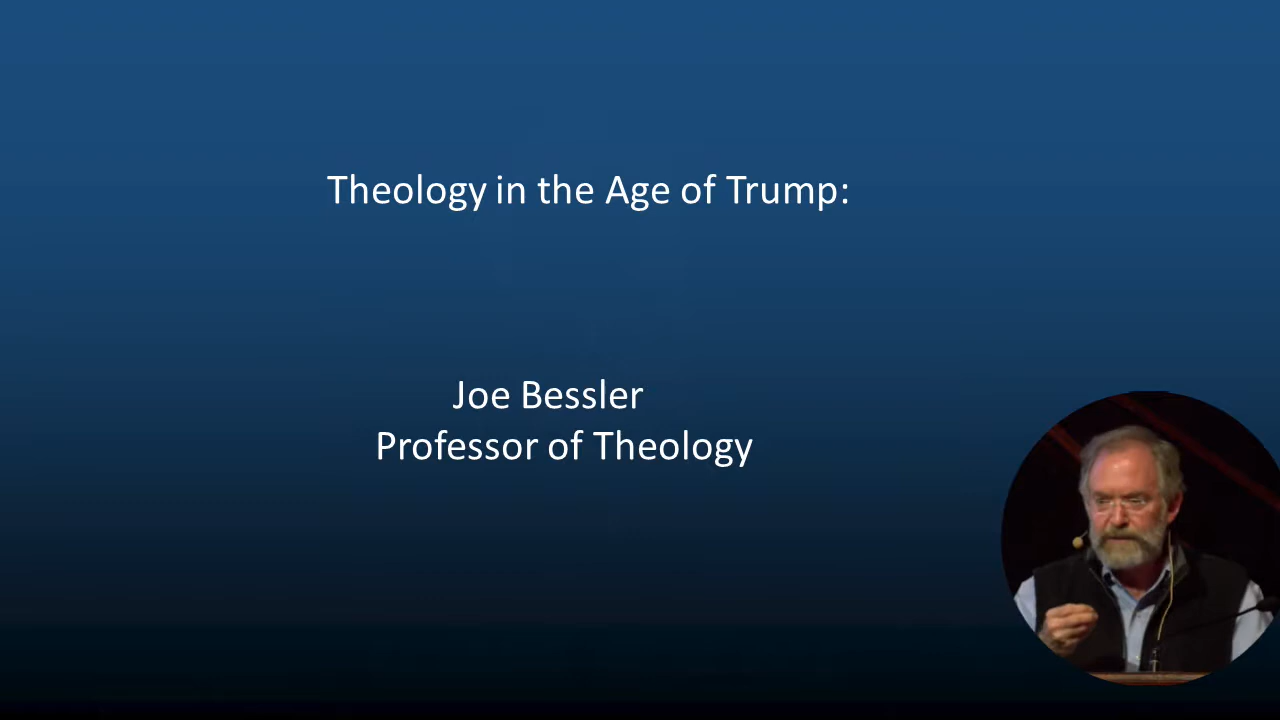 Theology in the Age of Trump:
Joe Bessler
Professor of Theology